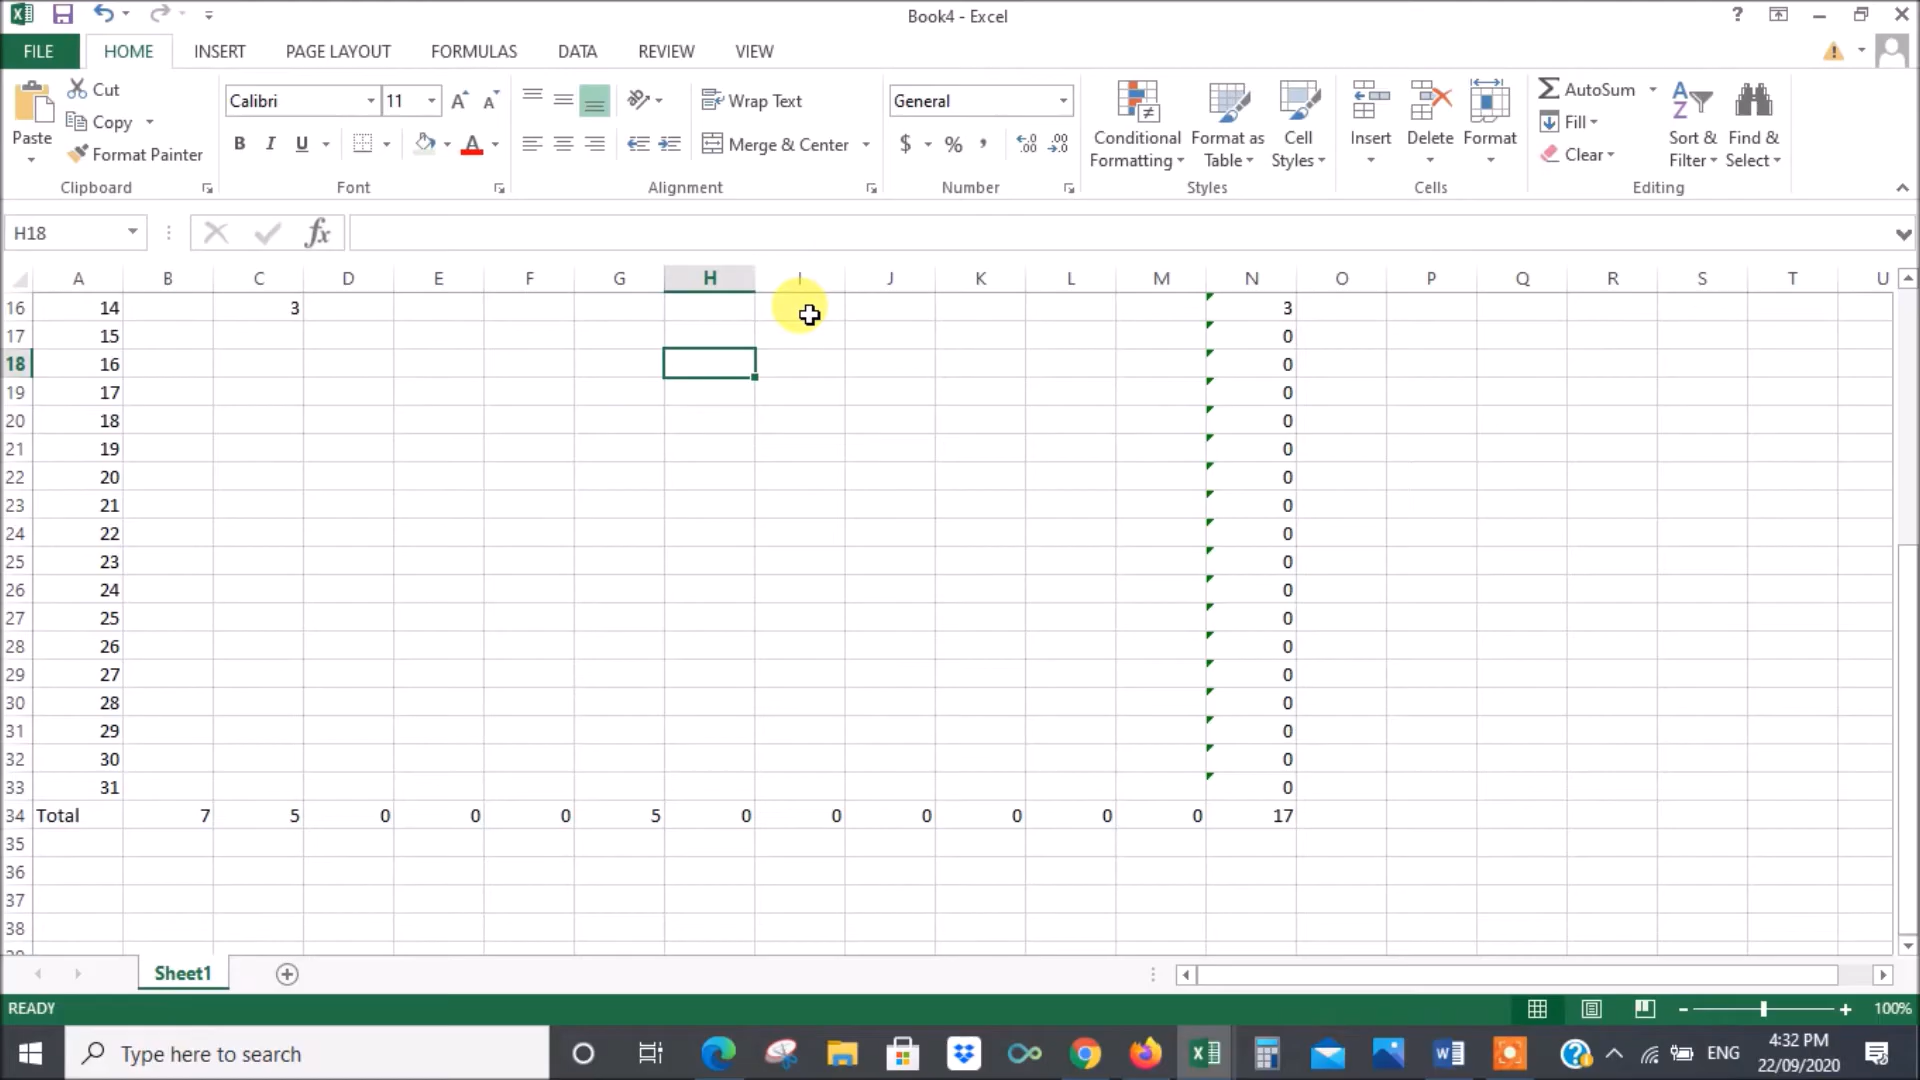 Book4 - Excel
FILE HOME INSERT PAGE LAYOUT FORMULAS DATA REVIEW VIEW
Paste
Cut
Copy
Format Painter
Clipboard
Calibri 11
B I U
Font
Wrap Text
Merge & Center
Alignment
General
$ % ,
Number
Conditional Formatting
Format as Table
Cell Styles
Styles
Insert
Delete
Format
Cells
AutoSum
Fill
Clear
Sort & Filter
Find & Select
Editing
H18 fx
A B C D E F G H I J K L M N O P Q R S T U
16 14 3 3
17 15 0
18 16 0
19 17 0
20 18 0
21 19 0
22 20 0
23 21 0
24 22 0
25 23 0
26 24 0
27 25 0
28 26 0
29 27 0
30 28 0
31 29 0
32 30 0
33 31 0
34 Total 7 5 0 0 0 5 0 0 0 0 0 0 17
35
36
37
38
39
Sheet1
READY 100%
Type here to search
ENG
4:32 PM
22/09/2020